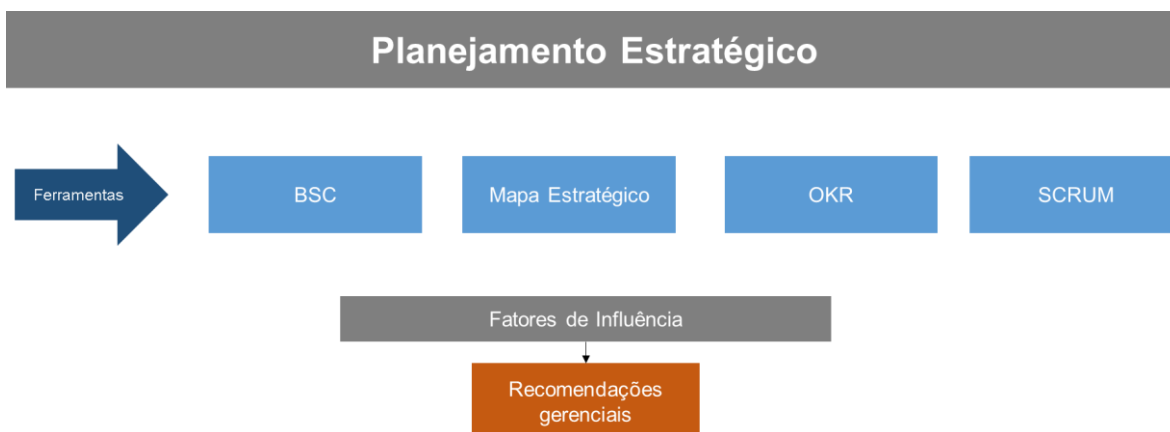 Planejamento Estratégico
Ferramentas
BSC
Mapa Estratégico
OKR
SCRUM
Fatores de Influência
Recomendações
gerenciais